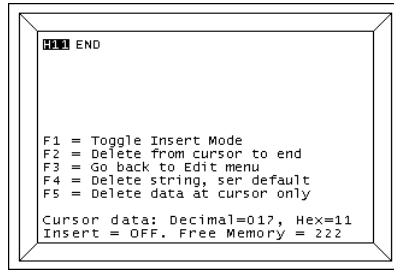 H11 END
F1 = Toggle Insert Mode
F2 = Delete from cursor to end
F3 = Go back to Edit menu
F4 = Delete string, ser default
F5 = Delete data at cursor only
Cursor data: Decimal=017, Hex=11
Insert = OFF. Free Memory = 222